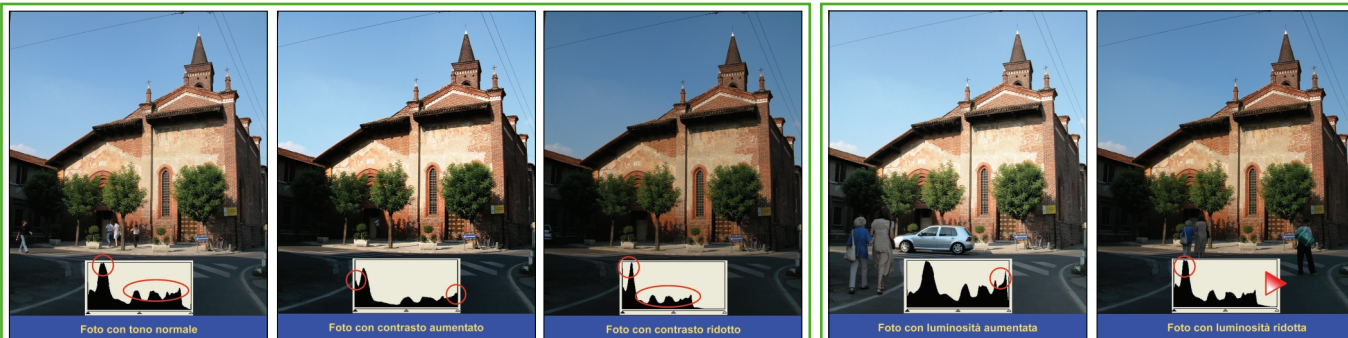 Foto con tono normale
Foto con contrasto aumentato
Foto con contrasto ridotto
Foto con luminosità aumentata
Foto con luminosità ridotta